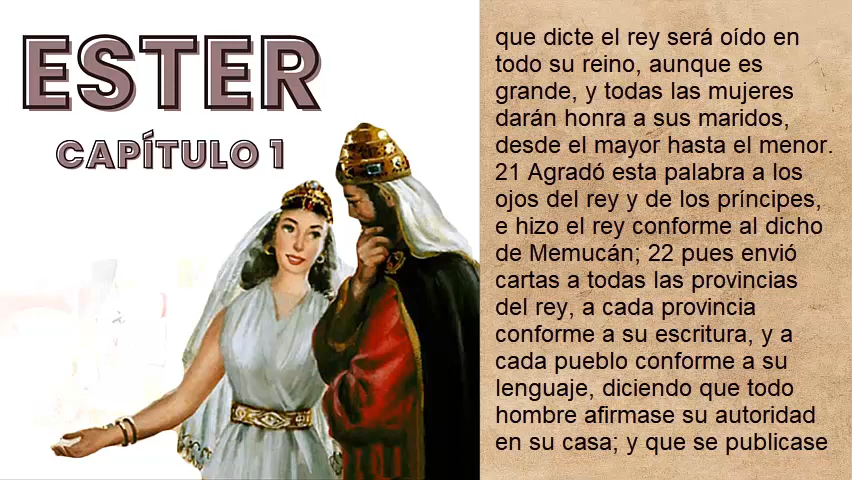 ESTER
CAPÍTULO 1
que dicte el rey será oído en
todo su reino, aunque es
grande, y todas las mujeres
darán honra a sus maridos,
desde el mayor hasta el menor.
21 Agradó esta palabra a los
ojos del rey y de los príncipes,
e hizo el rey conforme al dicho
de Memucán; 22 pues envió
cartas a todas las provincias
del rey, a cada provincia
conforme a su escritura, y a
cada pueblo conforme a su
lenguaje, diciendo que todo
hombre afirmase su autoridad
en su casa; y que se publicase